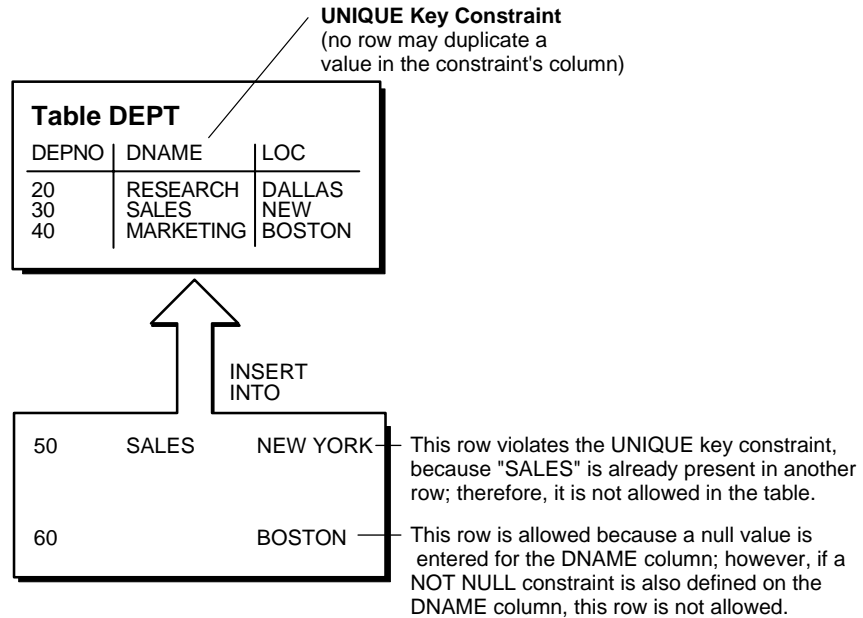 UNIQUE Key Constraint
(no row may duplicate a
value in the constraint's column)
Table DEPT
DEPNO DNAME LOC
20 RESEARCH DALLAS
30 SALES NEW
40 MARKETING BOSTON
INSERT
INTO
50 SALES NEW YORK
This row violates the UNIQUE key constraint,
because "SALES" is already present in another
row; therefore, it is not allowed in the table.
60 BOSTON
This row is allowed because a null value is
entered for the DNAME column; however, if a
NOT NULL constraint is also defined on the
DNAME column, this row is not allowed.